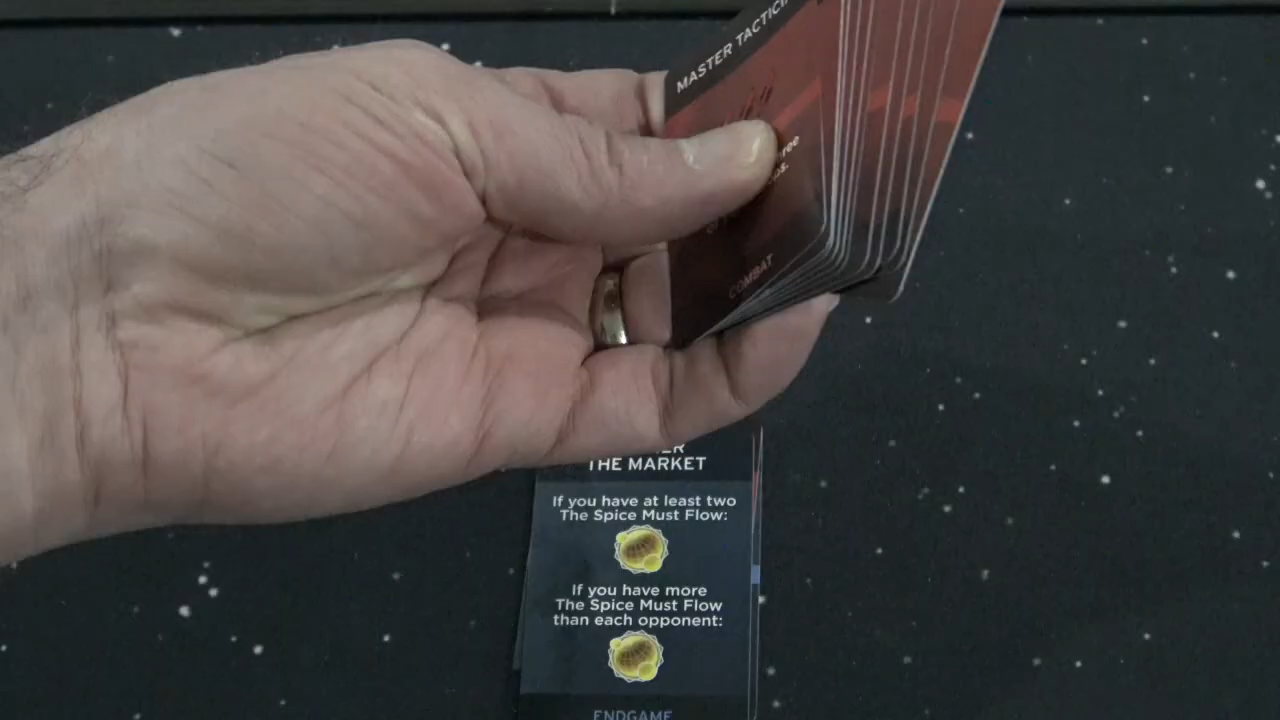 MASTER TACTICI
COMBAT
THE MARKET
If you have at least two
The Spice Must Flow:
If you have more
The Spice Must Flow
than each opponent:
ENDGAME